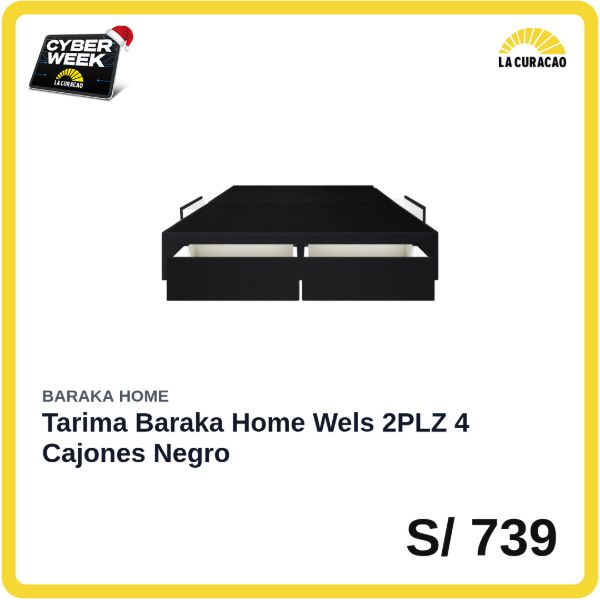 CYBER
WEEK
LA CURACAO
LA CURACAO
BARAKA HOME
Tarima Baraka Home Wels 2PLZ 4
Cajones Negro
S/ 739